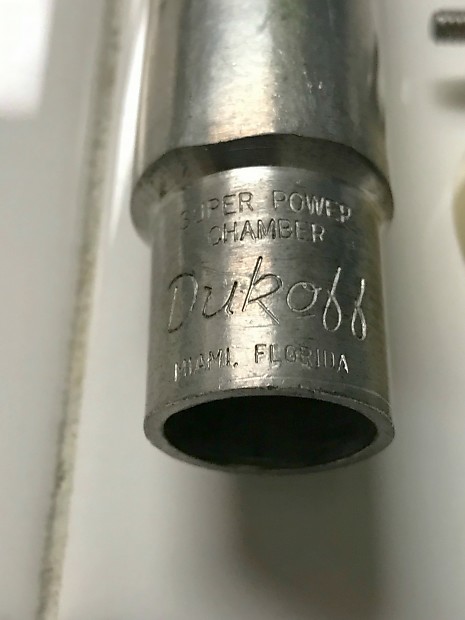 SUPER POWER
CHAMBER
Dukoff
MIAMI, FLORIDA